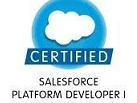 CERTIFIED
SALESFORCE
PLATFORM DEVELOPER I